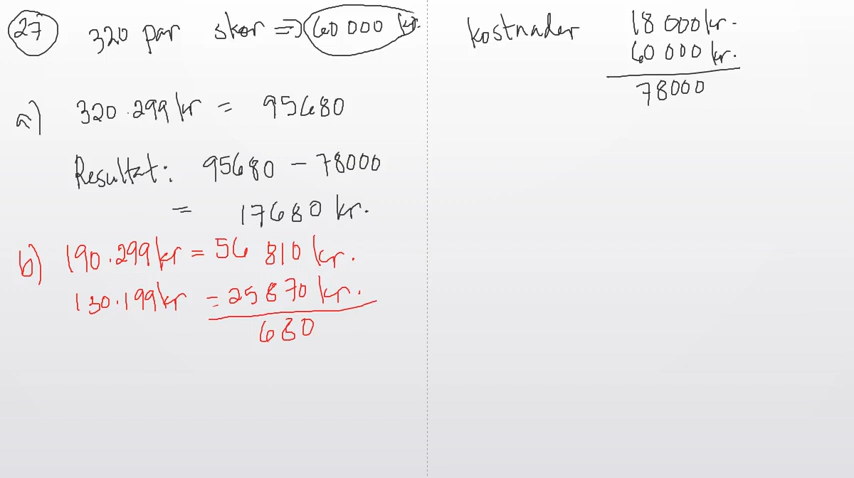 27 320 par skor => 60 000 kr.
a) 320 · 299 kr = 95680
Resultat: 95680 - 78000
= 17680 kr.
b) 190 · 299 kr = 56 810 kr.
130 · 199 kr = 25 870 kr.
680
kostnader 18 000 kr.
60 000 kr.
78000